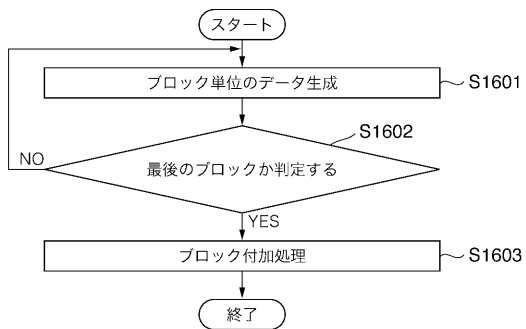 スタート
ブロック単位のデータ生成
S1601
S1602
最後のブロックか判定する
NO
YES
ブロック付加処理
S1603
終了